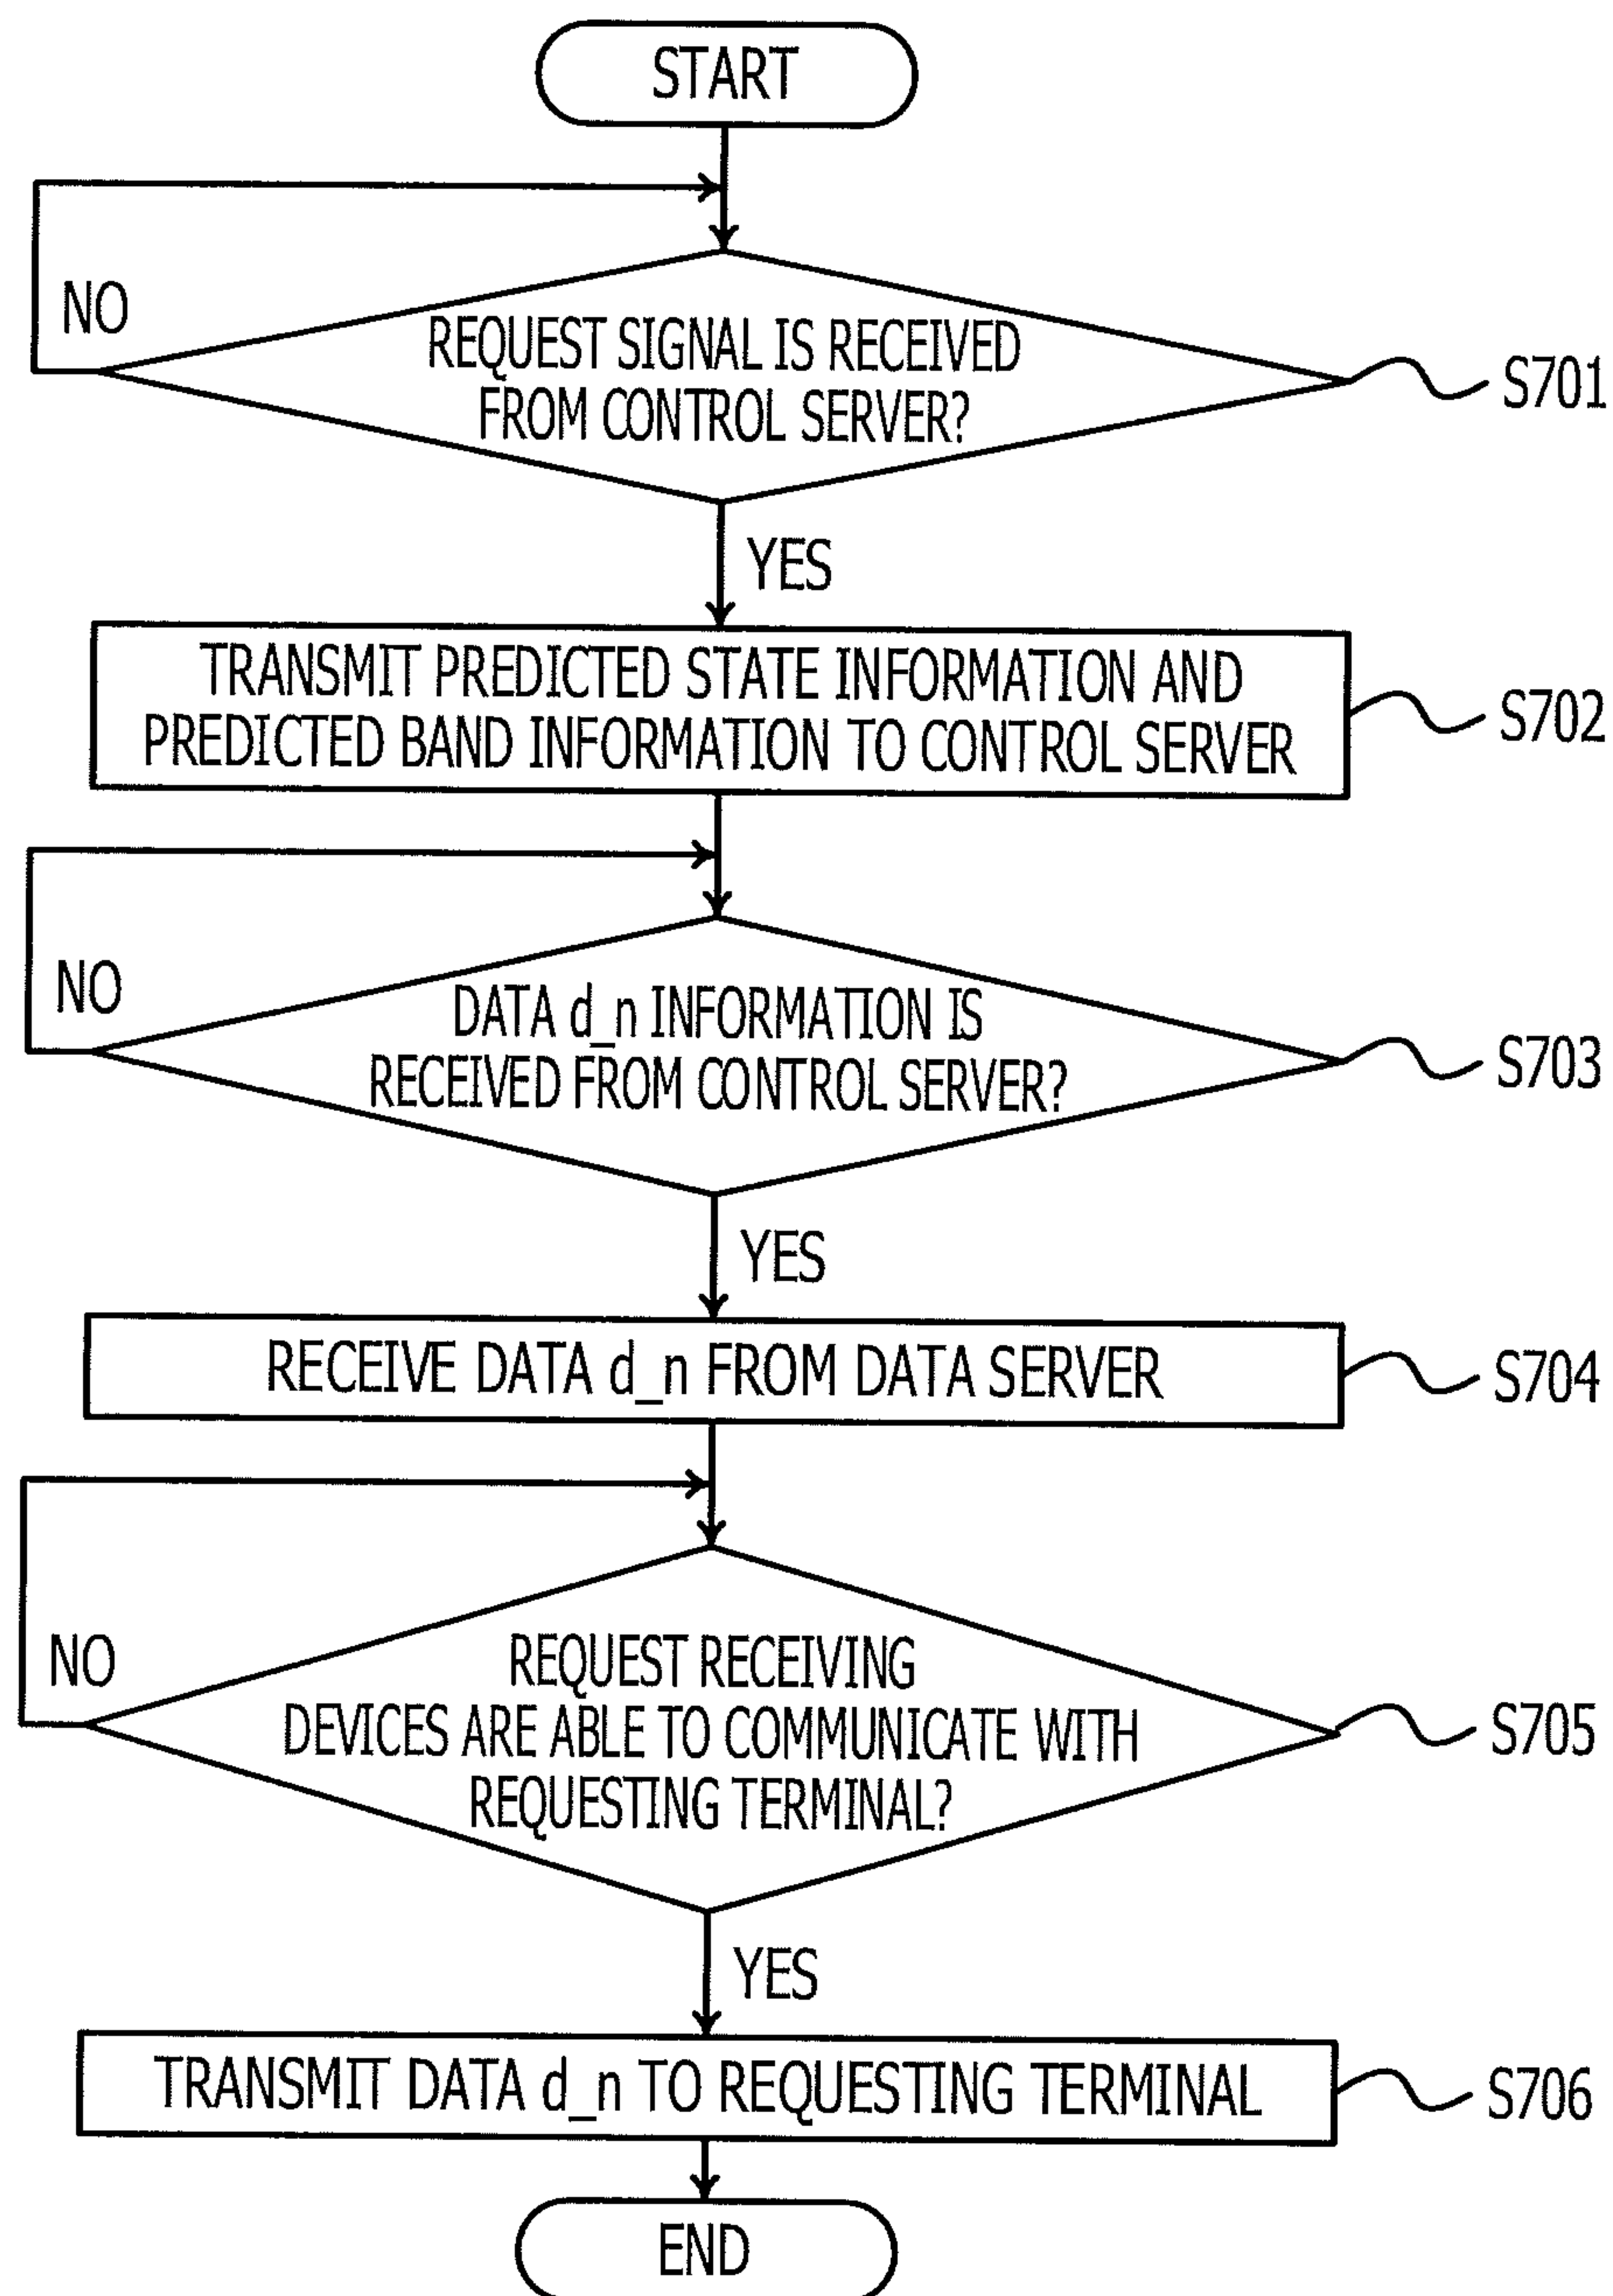 START
NO
REQUEST SIGNAL IS RECEIVED
FROM CONTROL SERVER?
S701
YES
TRANSMIT PREDICTED STATE INFORMATION AND
PREDICTED BAND INFORMATION TO CONTROL SERVER
S702
NO
DATA d_n INFORMATION IS
RECEIVED FROM CONTROL SERVER?
S703
YES
RECEIVE DATA d_n FROM DATA SERVER
S704
NO
REQUEST RECEIVING
DEVICES ARE ABLE TO COMMUNICATE WITH
REQUESTING TERMINAL?
S705
YES
TRANSMIT DATA d_n TO REQUESTING TERMINAL
S706
END